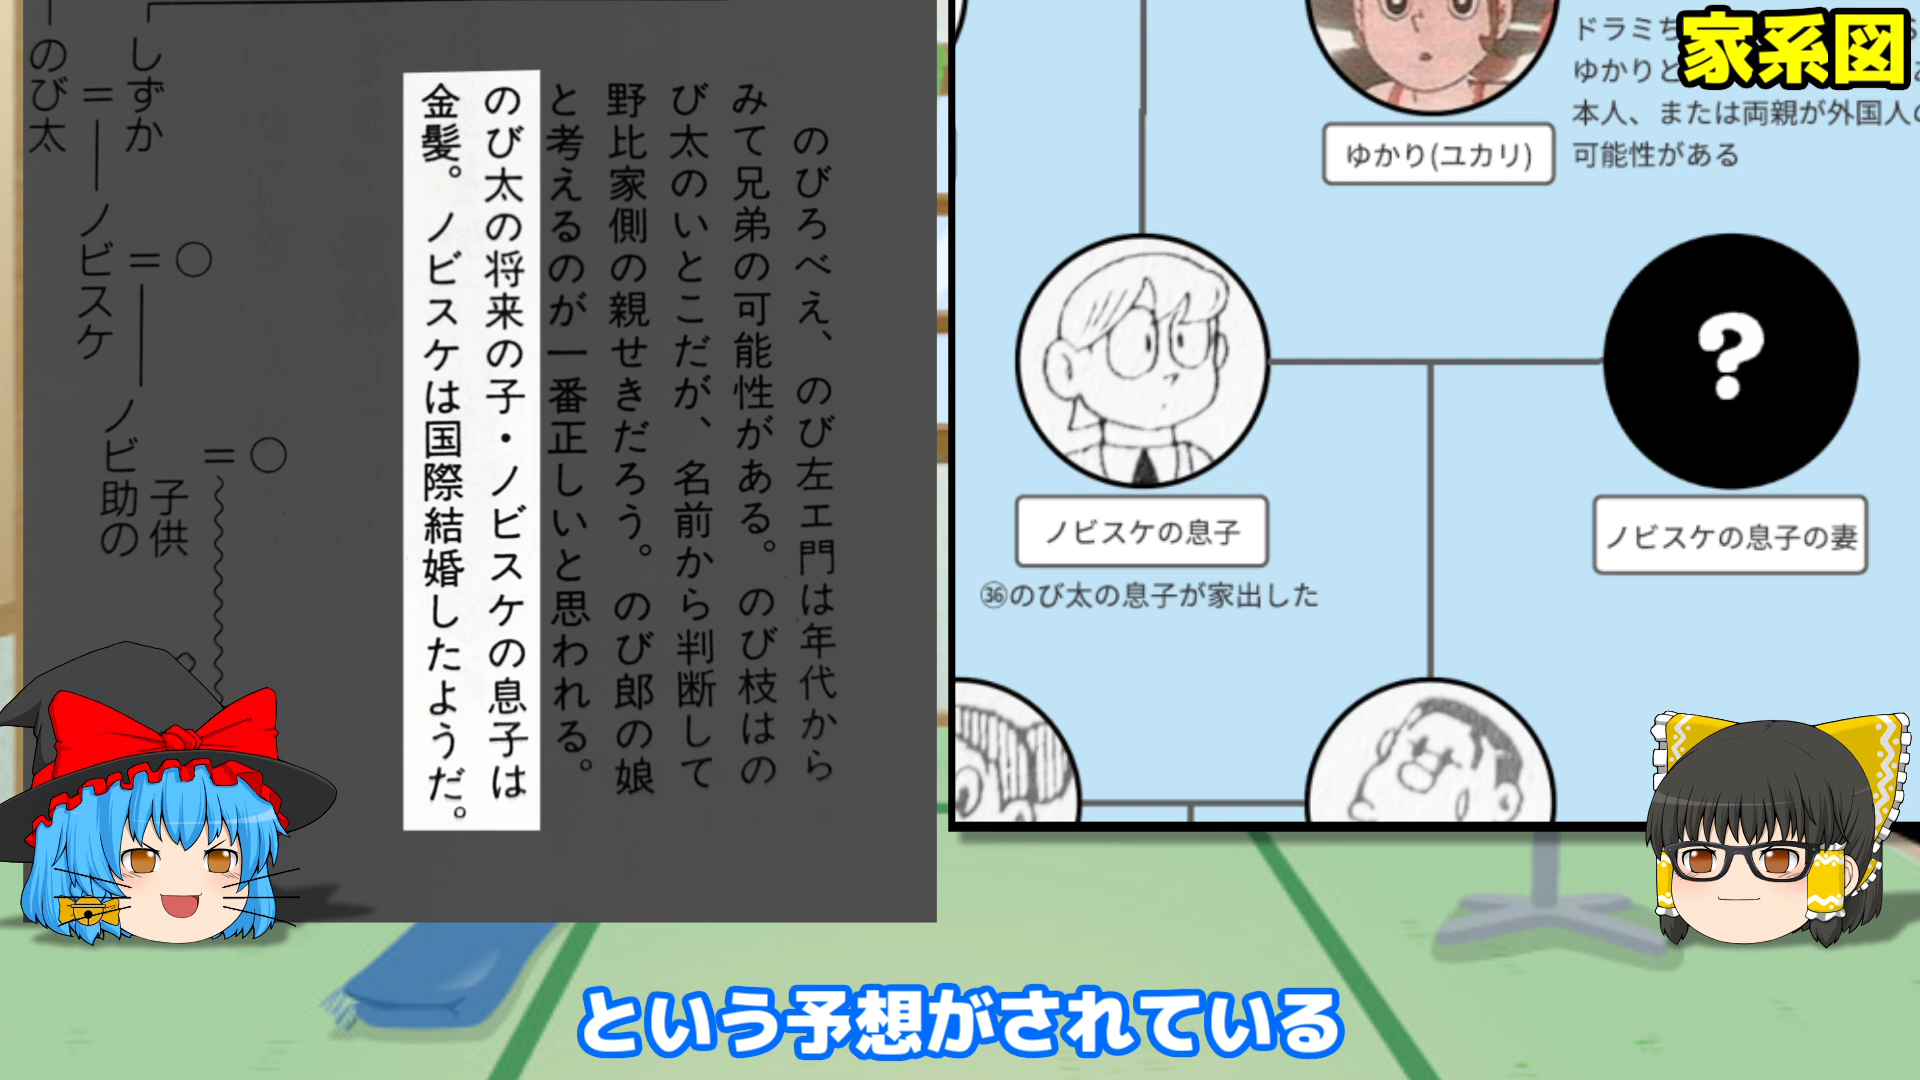 家系図
のびろべえ、のび左エ門は年代から
みて兄弟の可能性がある。のび枝はの
び太のいとこだが、名前から判断して
野比家側の親せきだろう。のび郎の娘
と考えるのが一番正しいと思われる。
のび太の将来の子・ノビスケの息子は
金髪。ノビスケは国際結婚したようだ。
しずか
＝
のび太
＝○
ノビスケ
＝○
子供
ノビ助の
ドラミち
ゆかりと
本人、または両親が外国人の
可能性がある
ゆかり(ユカリ)
?
ノビスケの息子
ノビスケの息子の妻
㊱のび太の息子が家出した
という予想がされている